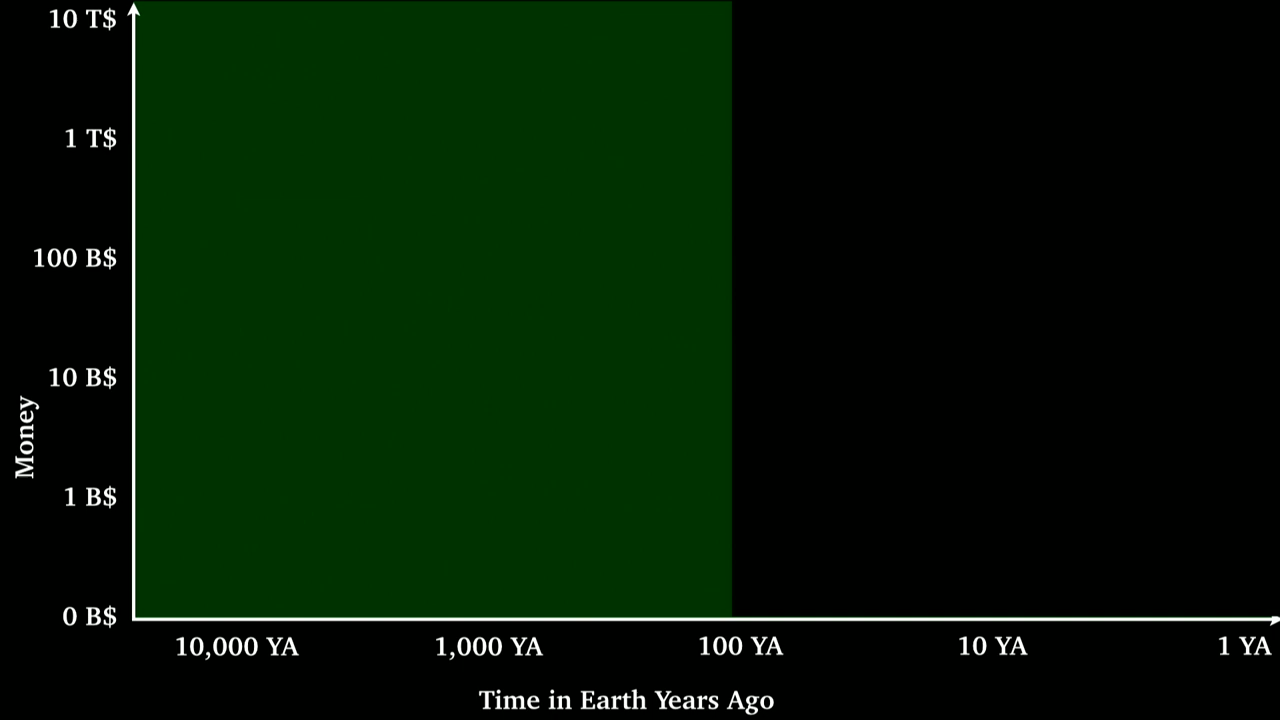 10 T$
1 T$
100 B$
10 B$
1 B$
0 B$
Money
10,000 YA 1,000 YA 100 YA 10 YA 1 YA
Time in Earth Years Ago